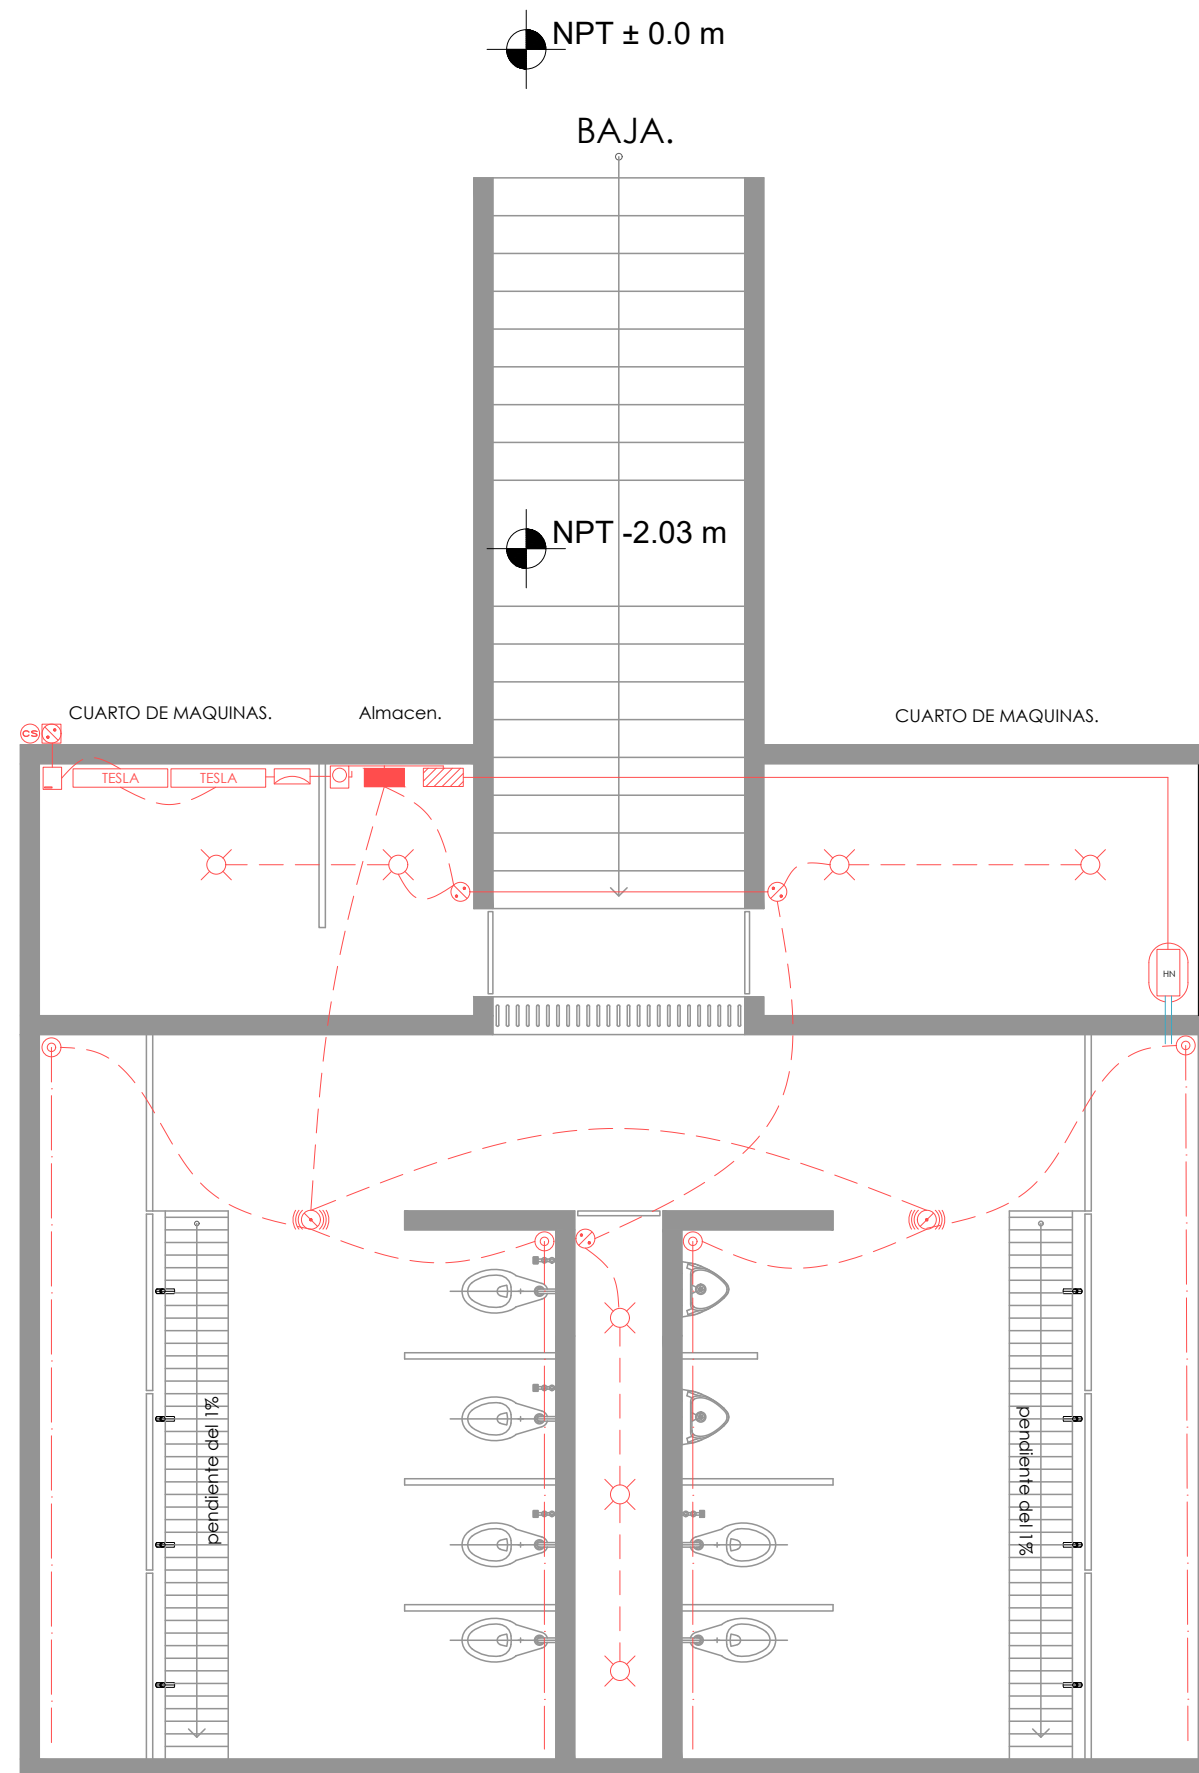 NPT ± 0.0 m
BAJA.
NPT -2.03 m
CUARTO DE MAQUINAS.
Almacen.
CUARTO DE MAQUINAS.
CS
TESLA
TESLA
HN
pendiente del 1%
pendiente del 1%